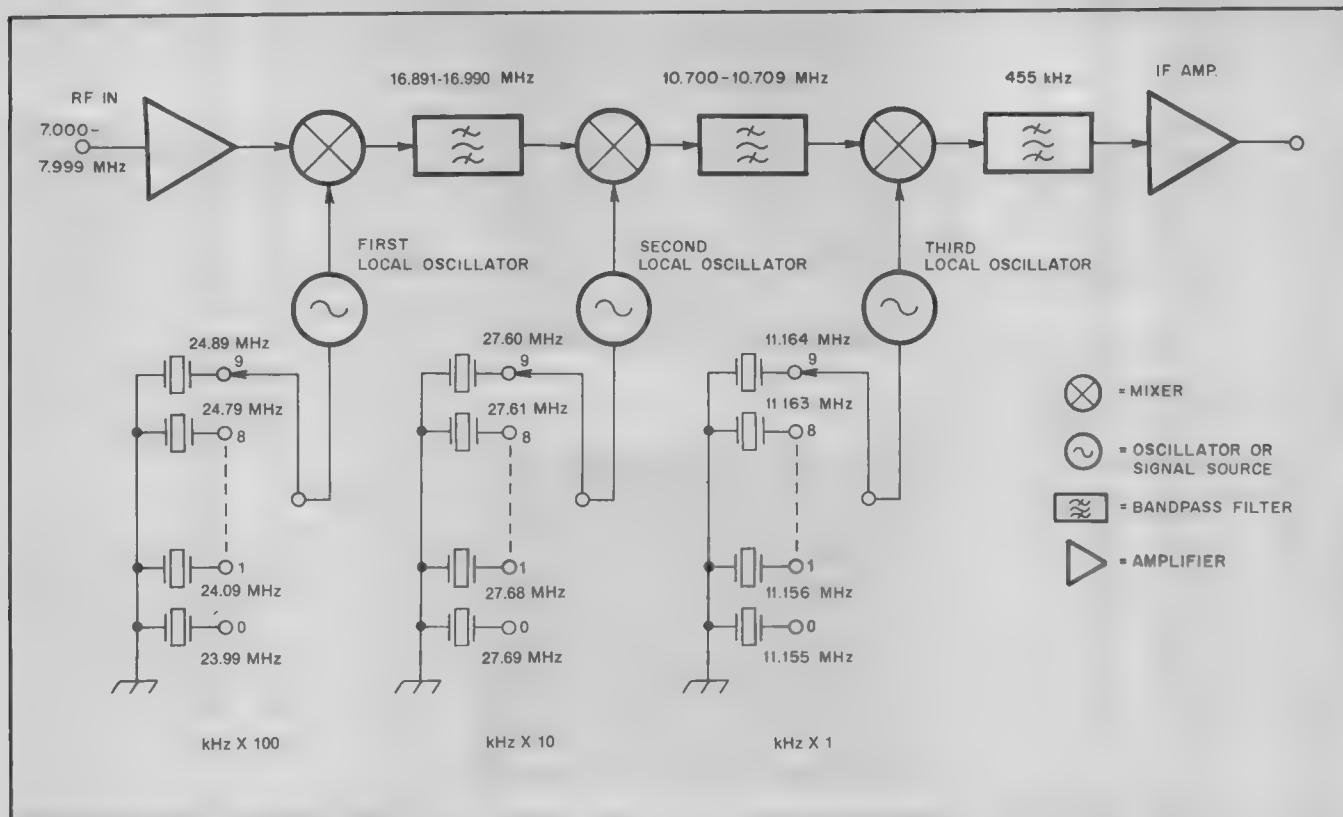 RF IN
7.000-
7.999 MHz
16.891-16.990 MHz
10.700-10.709 MHz
455 kHz
IF AMP.
FIRST
LOCAL OSCILLATOR
SECOND
LOCAL OSCILLATOR
THIRD
LOCAL OSCILLATOR
24.89 MHz
9
24.79 MHz
8
1
24.09 MHz
0
23.99 MHz
kHz X 100
27.60 MHz
9
27.61 MHz
8
1
27.68 MHz
0
27.69 MHz
kHz X 10
11.164 MHz
9
11.163 MHz
8
1
11.156 MHz
0
11.155 MHz
kHz X 1
= MIXER
= OSCILLATOR OR
SIGNAL SOURCE
= BANDPASS FILTER
= AMPLIFIER